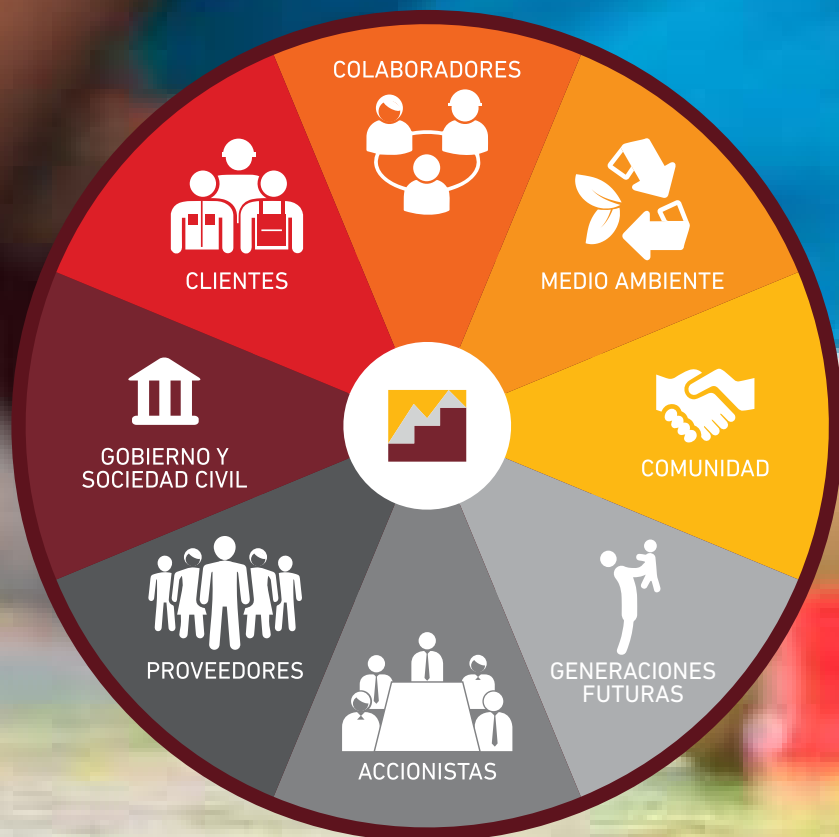 COLABORADORES
MEDIO AMBIENTE
COMUNIDAD
GENERACIONES
FUTURAS
ACCIONISTAS
PROVEEDORES
GOBIERNO Y
SOCIEDAD CIVIL
CLIENTES